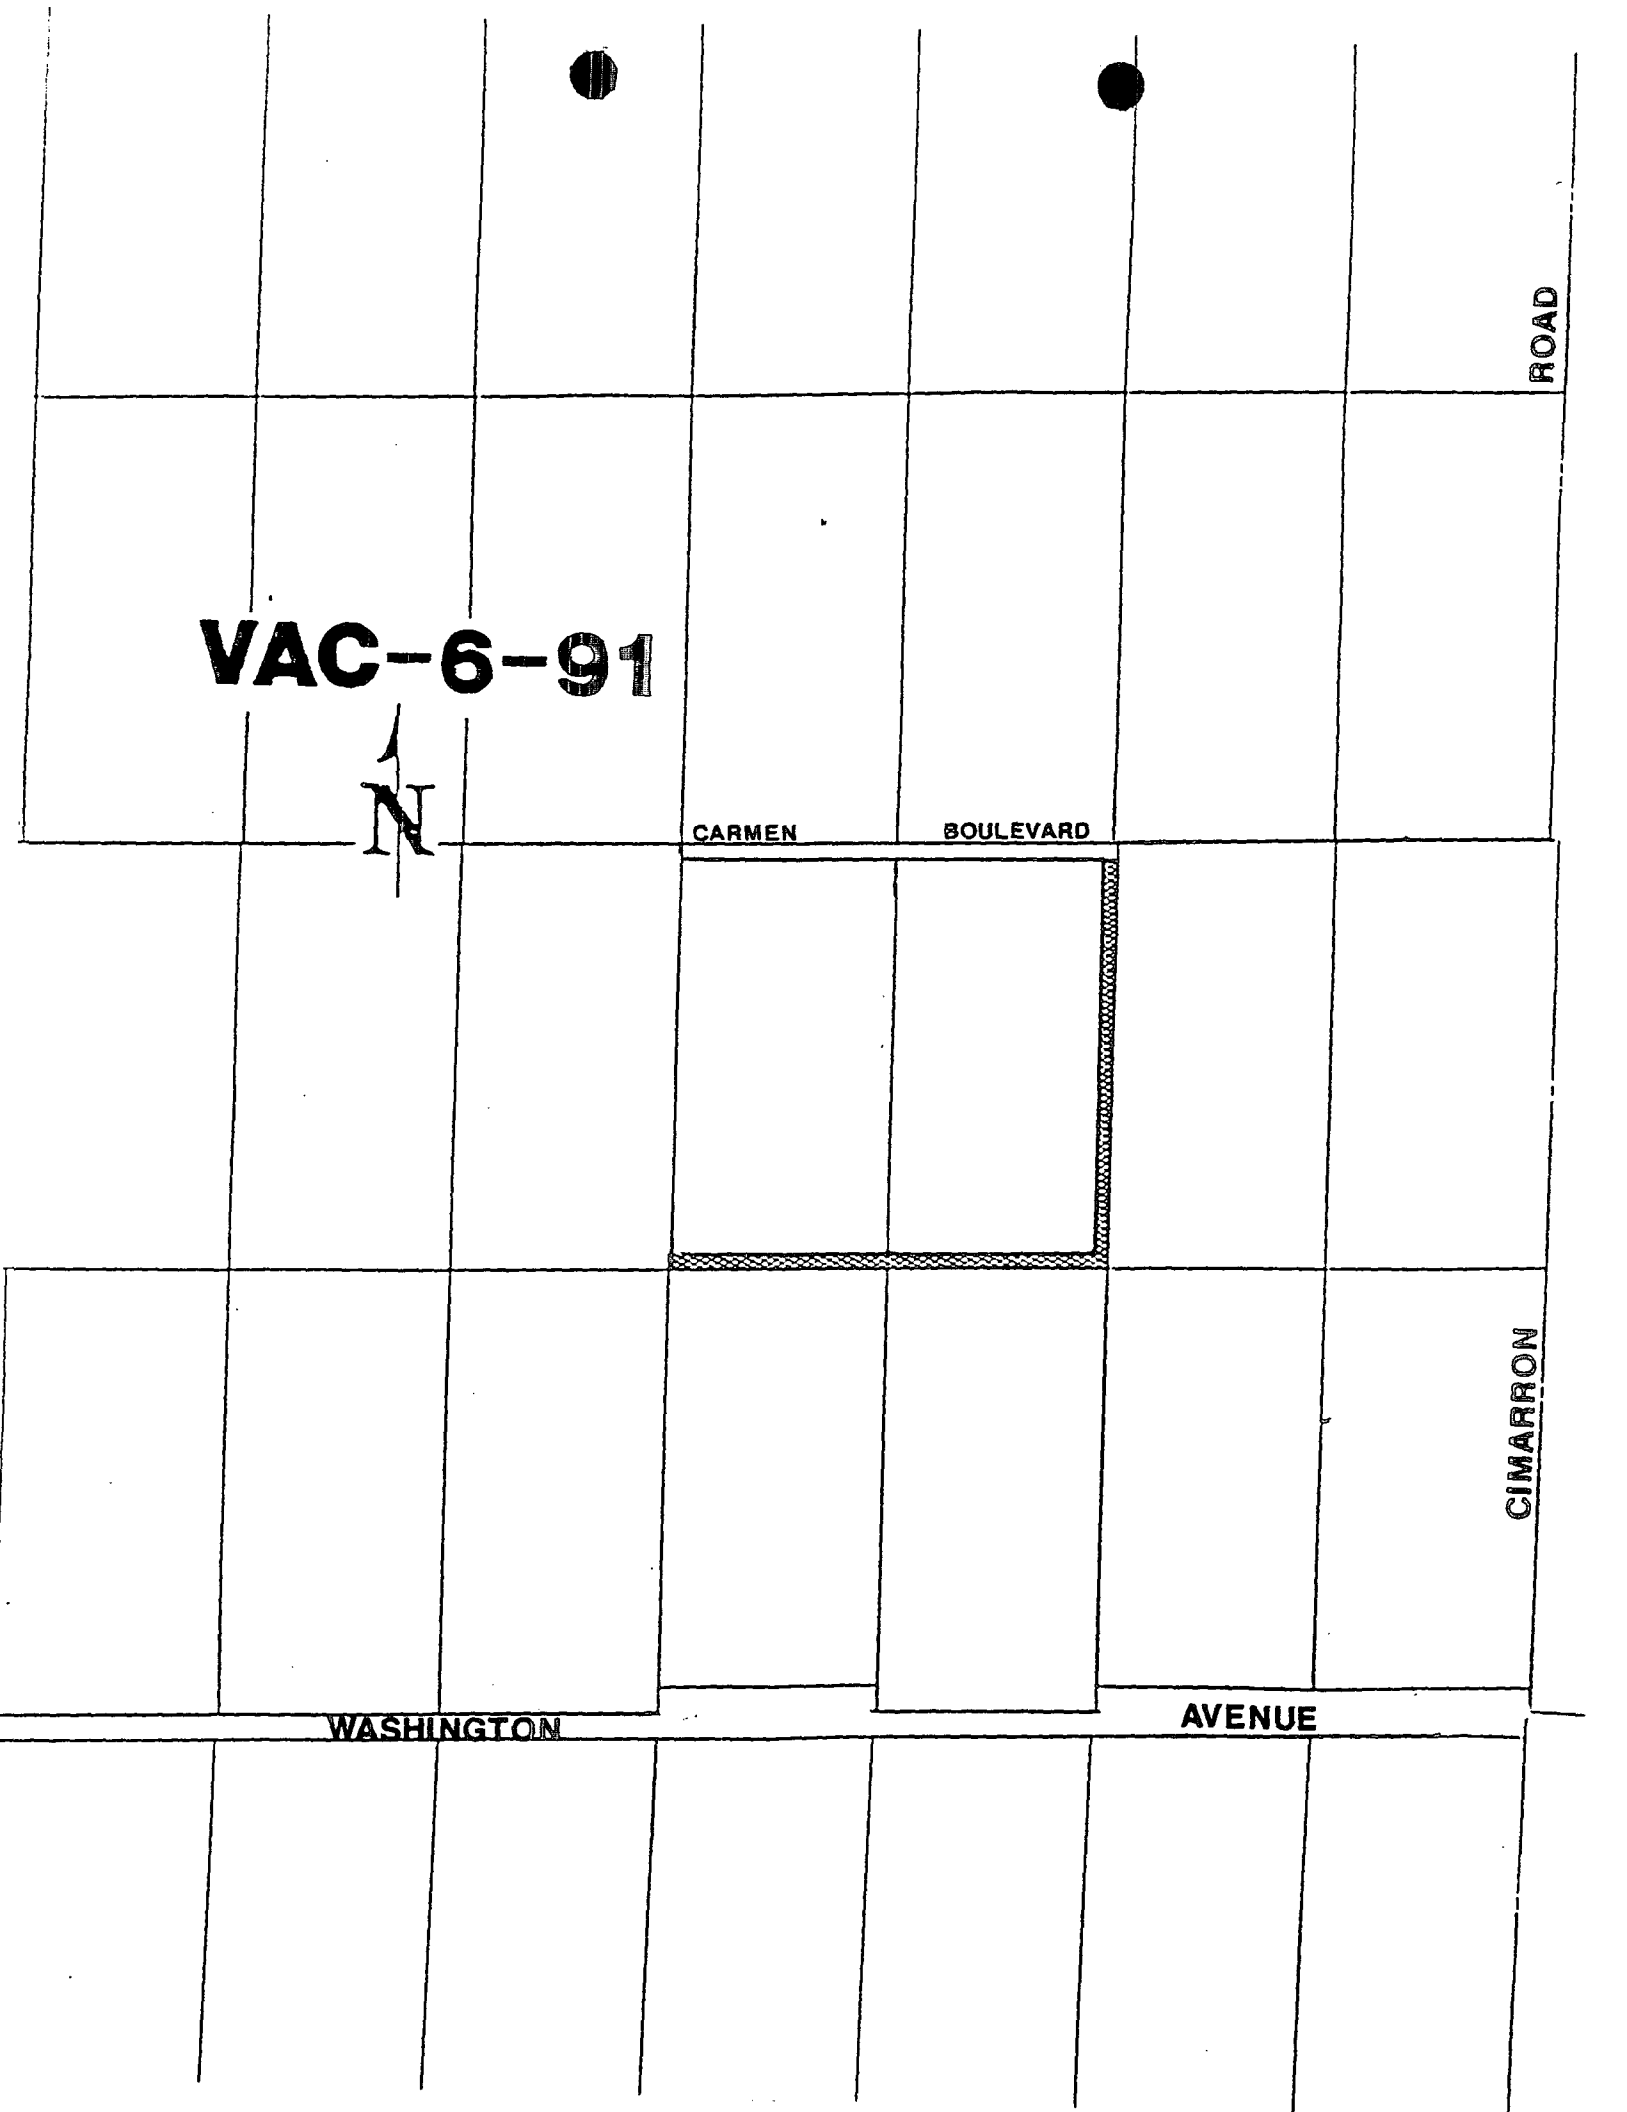 ROAD
VAC-6-91
N
CARMEN BOULEVARD
CIMARRON
WASHINGTON AVENUE